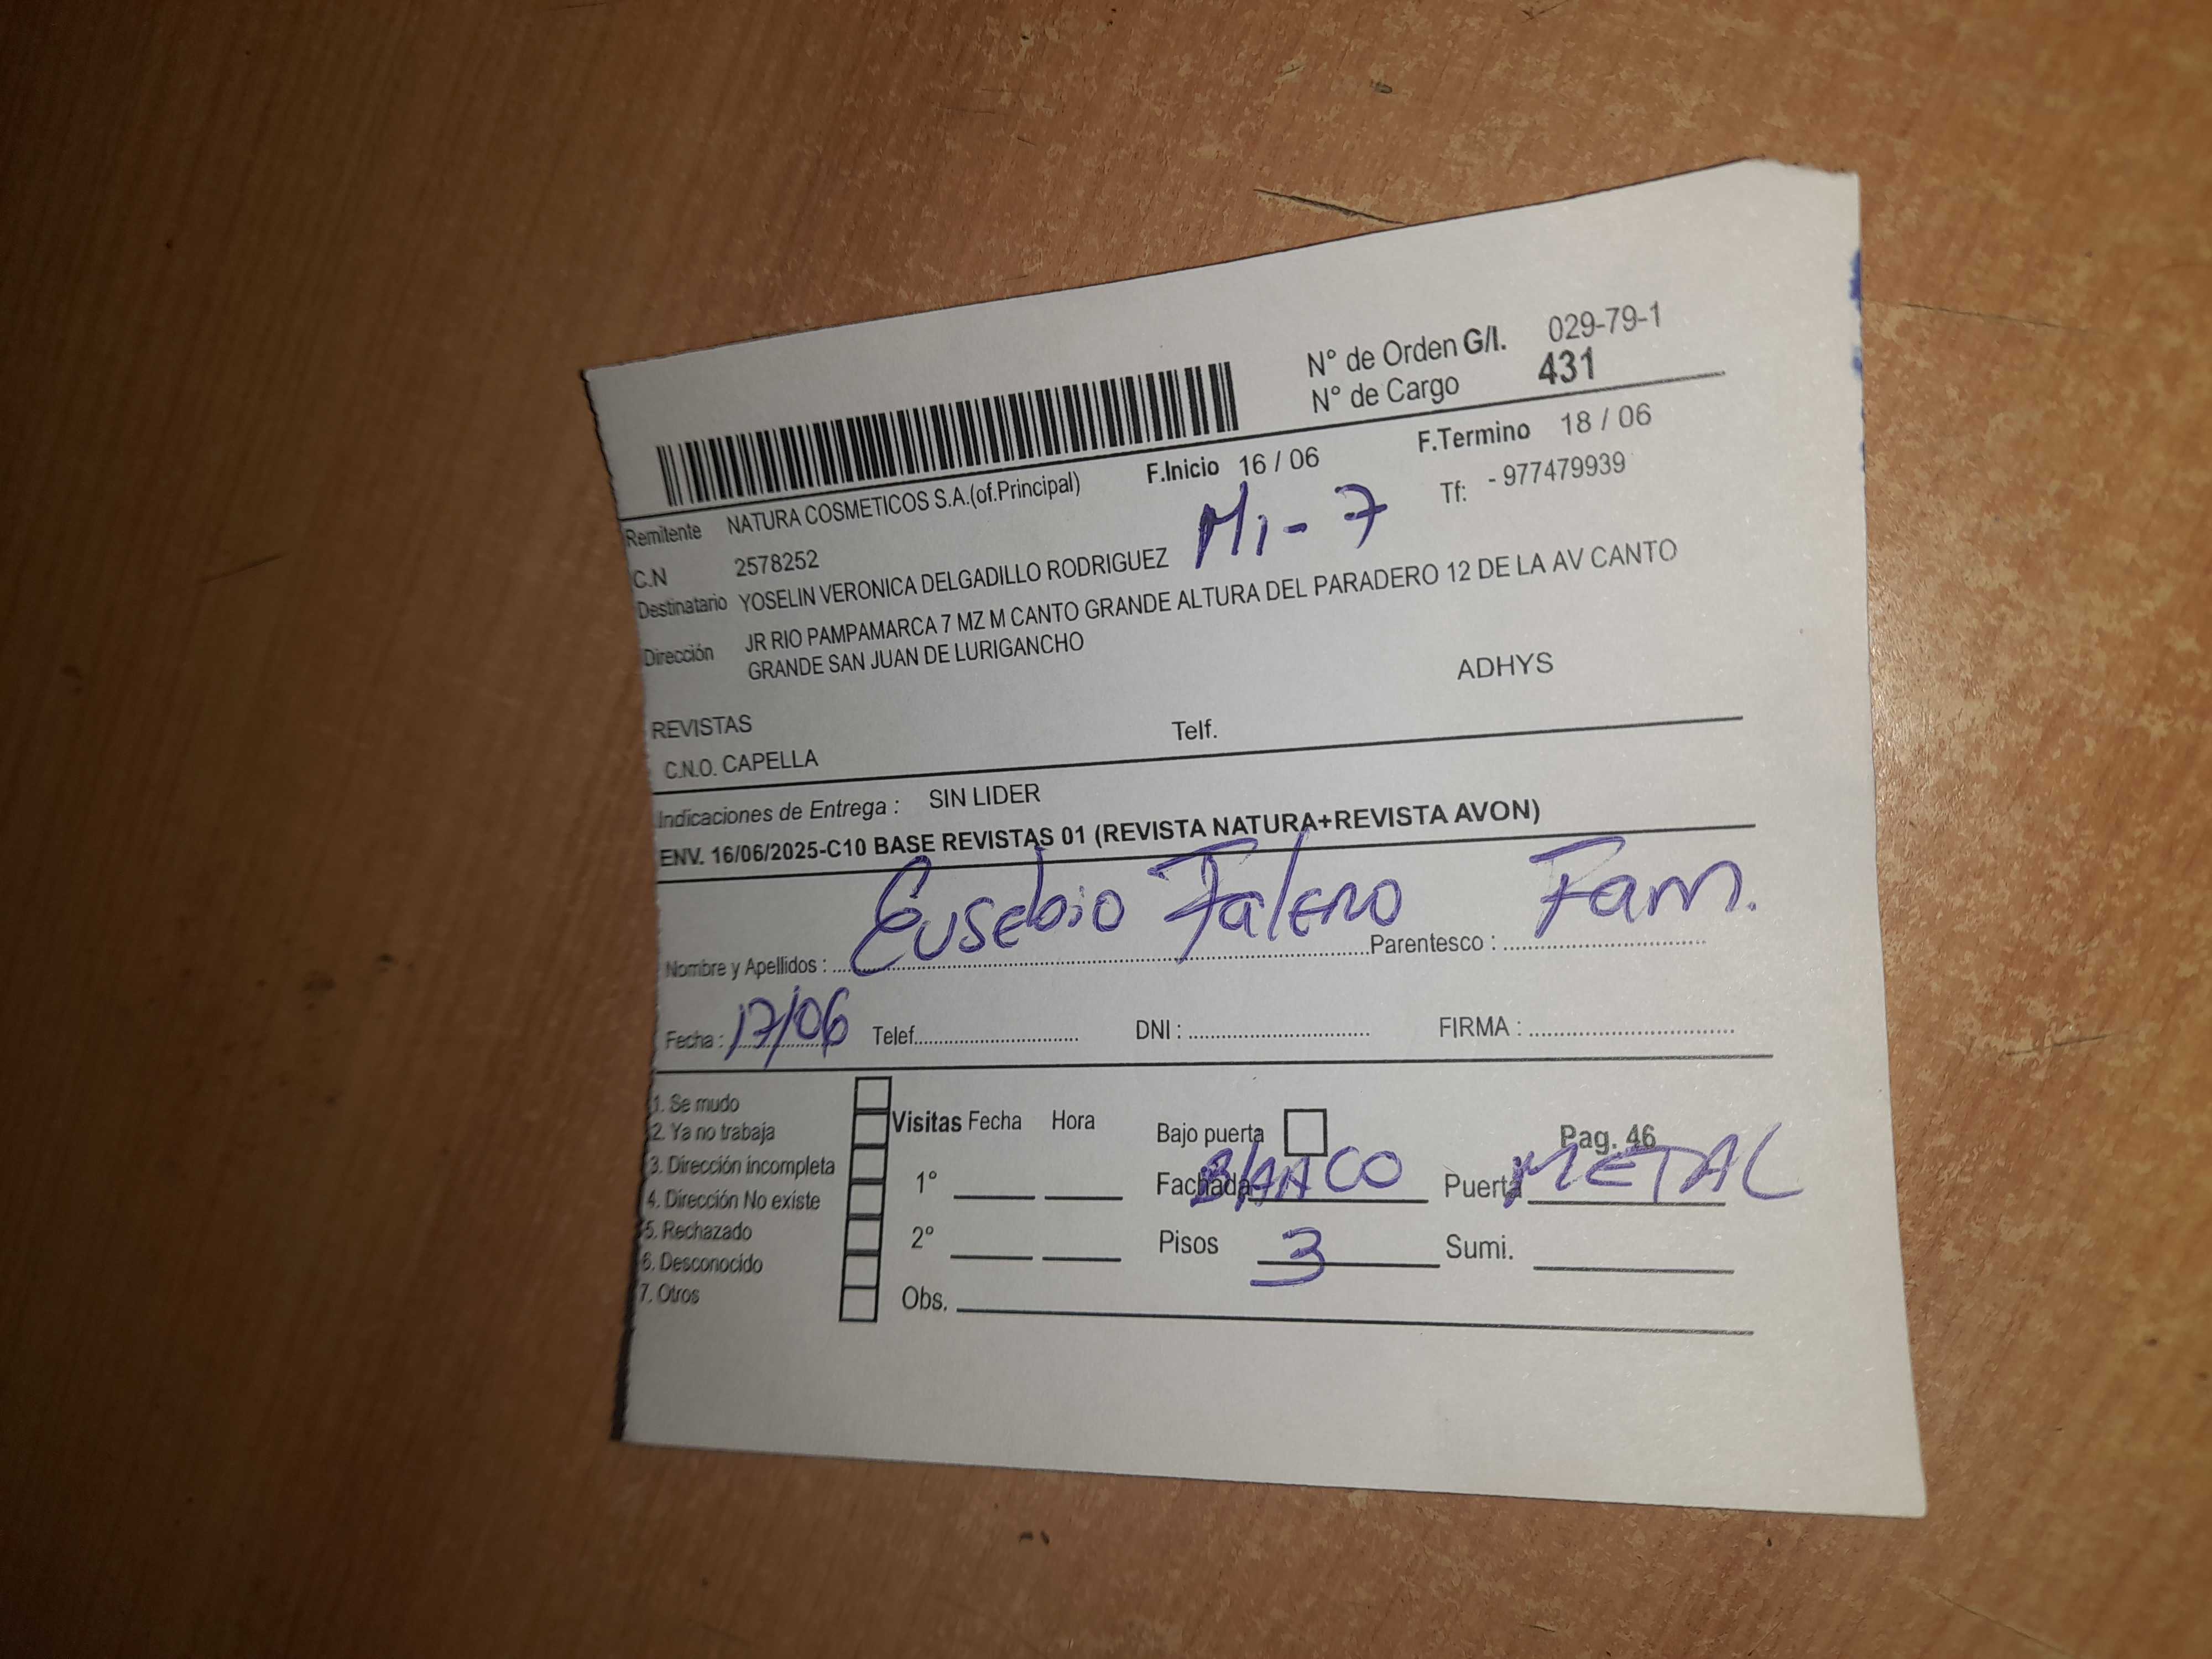 N° de Orden G/I. 029-79-1
N° de Cargo 431
F.Inicio 16 / 06 F.Termino 18 / 06
Remitente NATURA COSMETICOS S.A.(of.Principal) Tf: - 977479939
C.N 2578252 M1-7
Destinatario YOSELIN VERONICA DELGADILLO RODRIGUEZ
Dirección JR RIO PAMPAMARCA 7 MZ M CANTO GRANDE ALTURA DEL PARADERO 12 DE LA AV CANTO
GRANDE SAN JUAN DE LURIGANCHO
ADHYS
REVISTAS
C.N.O. CAPELLA Telf.
Indicaciones de Entrega : SIN LIDER
ENV. 16/06/2025-C10 BASE REVISTAS 01 (REVISTA NATURA+REVISTA AVON)
Nombre y Apellidos : Eusebio Faleno Parentesco : Fam.
Fecha : 17/06 Telef. DNI : FIRMA :
1. Se mudo
2. Ya no trabaja
3. Dirección incompleta
4. Dirección No existe
5. Rechazado
6. Desconocido
7. Otros
Visitas Fecha Hora
1°
2°
Obs.
Bajo puerta Pag. 46
Fachada BlANCO Puerta METAL
Pisos 3 Sumi.